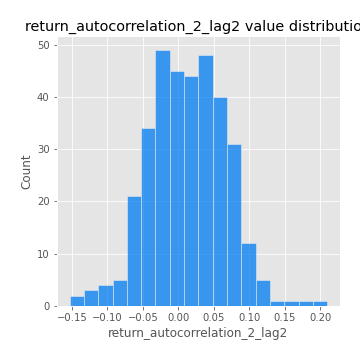 return_autocorrelation_2_lag2 value distributio
50
40
30
20
10
0
Count
−0.15 −0.10 −0.05 0.00 0.05 0.10 0.15 0.20
return_autocorrelation_2_lag2